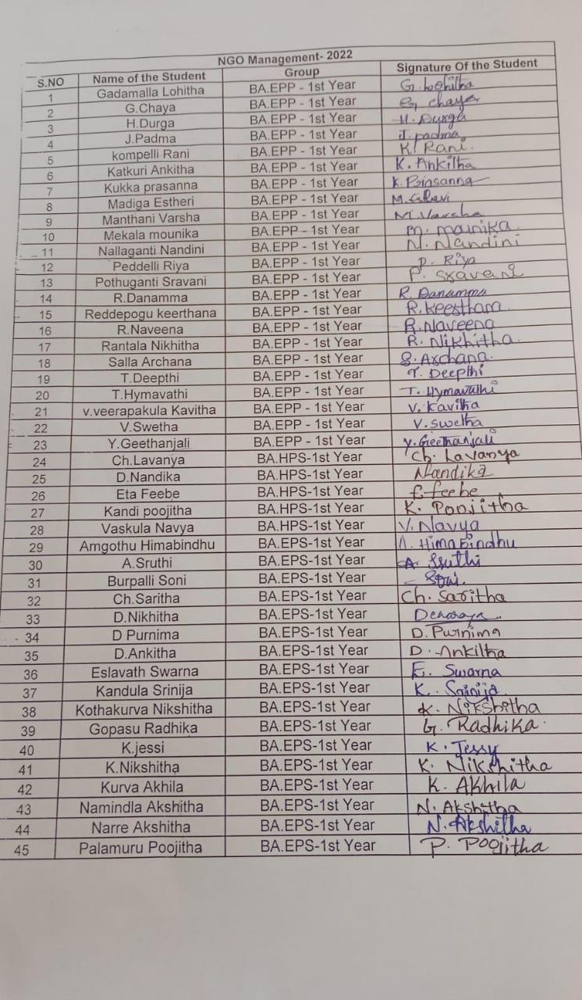 NGO Management- 2022
S.NO Name of the Student Group Signature Of the Student
1 Gadamalla Lohitha BA.EPP - 1st Year G. Lohitha
2 G.Chaya BA.EPP - 1st Year G. chaya
3 H.Durga BA.EPP - 1st Year H. Durga
4 J.Padma BA.EPP - 1st Year J. padma
5 kompelli Rani BA.EPP - 1st Year K. Rani.
6 Katkuri Ankitha BA.EPP - 1st Year K. Ankitha
7 Kukka prasanna BA.EPP - 1st Year K. Prasanna
8 Madiga Estheri BA.EPP - 1st Year M.
9 Manthani Varsha BA.EPP - 1st Year M Varsha
10 Mekala mounika BA.EPP - 1st Year m. mounika.
11 Nallaganti Nandini BA.EPP - 1st Year N. Nandini
12 Peddelli Riya BA.EPP - 1st Year P. Riya
13 Pothuganti Sravani BA.EPP - 1st Year P. Sravani
14 R.Danamma BA.EPP - 1st Year R. Danamma
15 Reddepogu keerthana BA.EPP - 1st Year R.
16 R.Naveena BA.EPP - 1st Year R.Naveena
17 Rantala Nikhitha BA.EPP - 1st Year R. Nikhitha.
18 Salla Archana BA.EPP - 1st Year S. Archana.
19 T.Deepthi BA.EPP - 1st Year T. Deepthi
20 T.Hymavathi BA.EPP - 1st Year T. Hymavathi
21 v.veerapakula Kavitha BA.EPP - 1st Year V. Kavitha
22 V.Swetha BA.EPP - 1st Year V. Swetha
23 Y.Geethanjali BA.EPP - 1st Year Y. Geethanjali
24 Ch.Lavanya BA.HPS-1st Year Ch. Lavanya
25 D.Nandika BA.HPS-1st Year Nandika
26 Eta Feebe BA.HPS-1st Year E. feebe
27 Kandi poojitha BA.HPS-1st Year K. Poojitha
28 Vaskula Navya BA.HPS-1st Year V. Navya
29 Amgothu Himabindhu BA.EPS-1st Year A. Himabindhu
30 A.Sruthi BA.EPS-1st Year A. Sruthi
31 Burpalli Soni BA.EPS-1st Year Soni.
32 Ch.Saritha BA.EPS-1st Year Ch. Saritha
33 D.Nikhitha BA.EPS-1st Year
34 D Purnima BA.EPS-1st Year D. Purnima
35 D.Ankitha BA.EPS-1st Year D. Ankitha
36 Eslavath Swarna BA.EPS-1st Year E. Swarna
37 Kandula Srinija BA.EPS-1st Year K. Srinija
38 Kothakurva Nikshitha BA.EPS-1st Year K. Nikshitha
39 Gopasu Radhika BA.EPS-1st Year G. Radhika.
40 K.jessi BA.EPS-1st Year K. Jessy
41 K.Nikshitha BA.EPS-1st Year K. Nikshitha
42 Kurva Akhila BA.EPS-1st Year K. Akhila
43 Namindla Akshitha BA.EPS-1st Year N. Akshitha
44 Narre Akshitha BA.EPS-1st Year N. Akshitha
45 Palamuru Poojitha BA.EPS-1st Year P. Poojitha